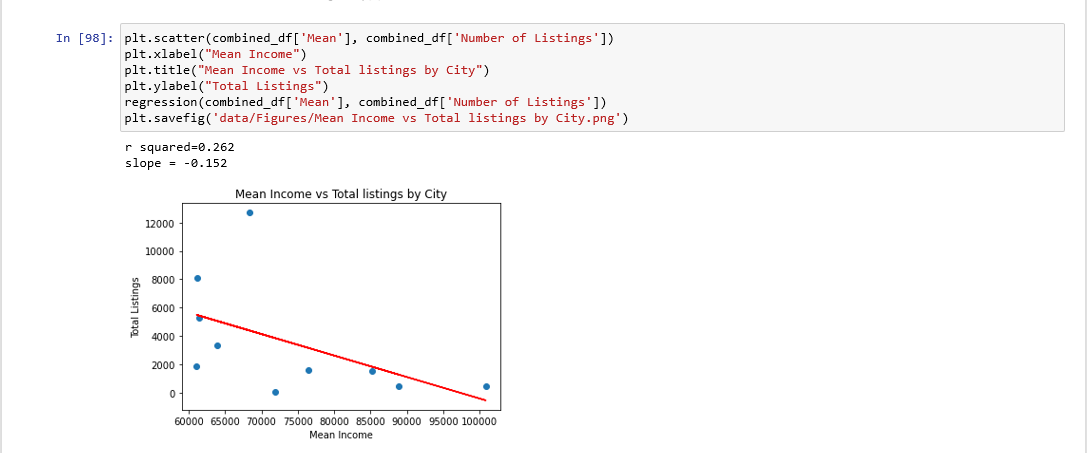 In [98]:
plt.scatter(combined_df['Mean'], combined_df['Number of Listings'])
plt.xlabel("Mean Income")
plt.title("Mean Income vs Total listings by City")
plt.ylabel("Total Listings")
regression(combined_df['Mean'], combined_df['Number of Listings'])
plt.savefig('data/Figures/Mean Income vs Total listings by City.png')
r squared=0.262
slope = -0.152
Mean Income vs Total listings by City
12000
10000
8000
6000
4000
2000
0
Total Listings
60000 65000 70000 75000 80000 85000 90000 95000 100000
Mean Income